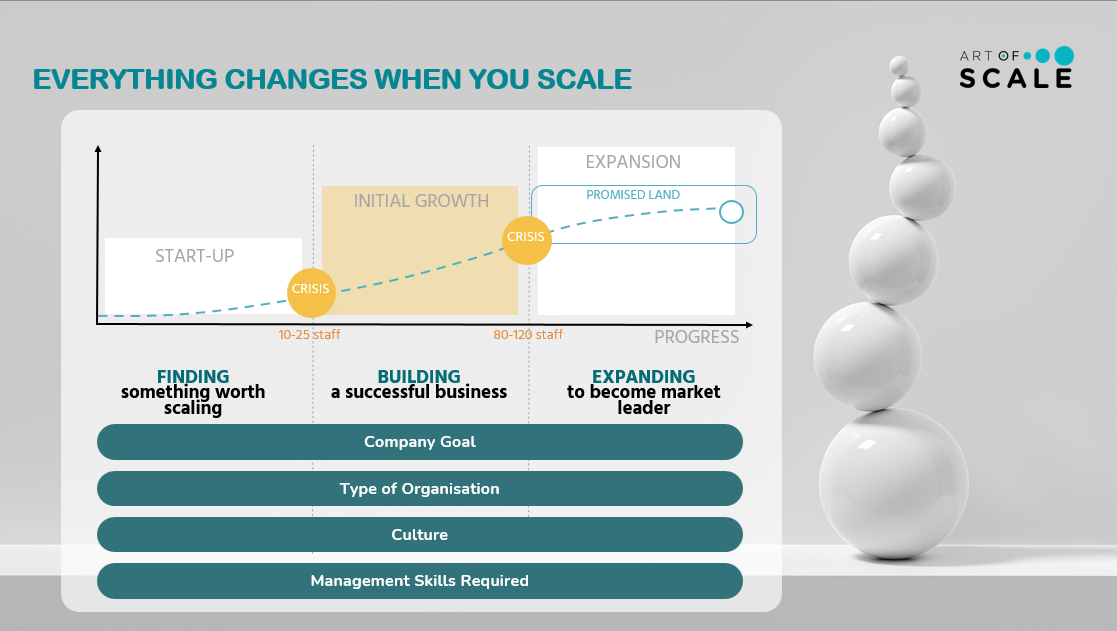 ART OF
SCALE
EVERYTHING CHANGES WHEN YOU SCALE
START-UP
INITIAL GROWTH
EXPANSION
PROMISED LAND
CRISIS
CRISIS
10-25 staff
80-120 staff
PROGRESS
FINDING
something worth
scaling
BUILDING
a successful business
EXPANDING
to become market
leader
Company Goal
Type of Organisation
Culture
Management Skills Required